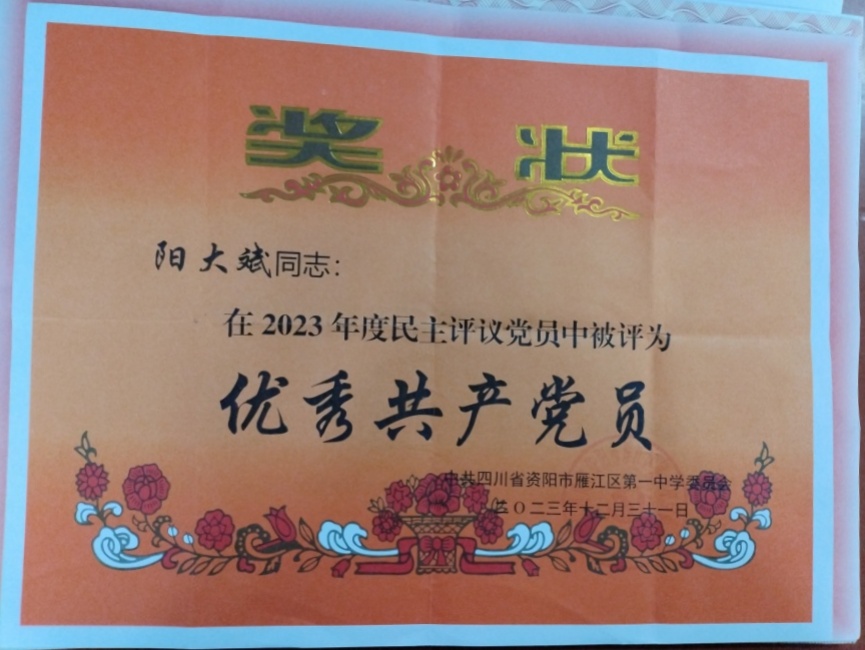 奖状
阳大斌同志：
在2023年度民主评议党员中被评为
优秀共产党员
中共四川省资阳市雁江区第一中学委员会
二〇二三年十二月三十一日